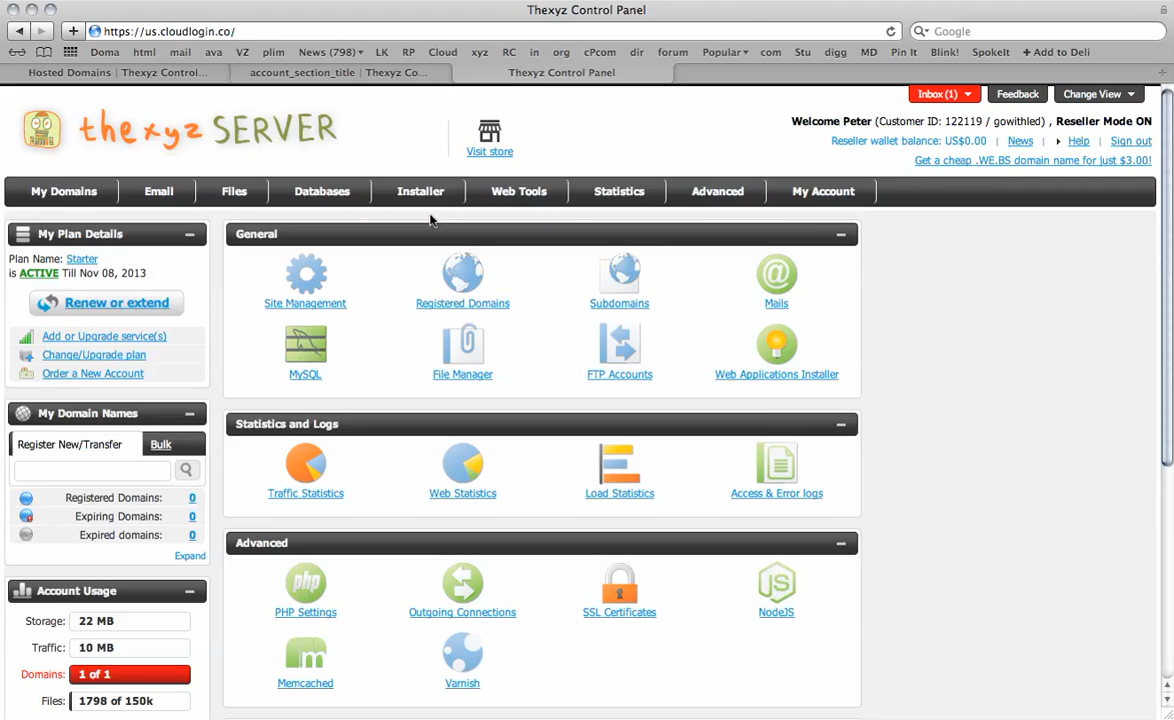 Thexyz Control Panel
https://us.cloudlogin.co/
Google
Doma html mail ava VZ plim News (798) LK RP Cloud xyz RC in org cPcom dir forum Popular com Stu digg MD Pin It Blink! SpokeIt + Add to Deli
Hosted Domains | Thexyz Control...
account_section_title | Thexyz Co...
Thexyz Control Panel
Inbox (1)
Feedback
Change View
thexyz SERVER
Visit store
Welcome Peter (Customer ID: 122119 / gowithled) , Reseller Mode ON
Reseller wallet balance: US$0.00 | News | Help | Sign out
Get a cheap .WE.BS domain name for just $3.00!
My Domains
Email
Files
Databases
Installer
Web Tools
Statistics
Advanced
My Account
My Plan Details
Plan Name: Starter
is ACTIVE Till Nov 08, 2013
Renew or extend
Add or Upgrade service(s)
Change/Upgrade plan
Order a New Account
My Domain Names
Register New/Transfer
Bulk
Registered Domains: 0
Expiring Domains: 0
Expired domains: 0
Expand
Account Usage
Storage: 22 MB
Traffic: 10 MB
Domains: 1 of 1
Files: 1798 of 150k
General
Site Management
Registered Domains
Subdomains
Mails
MySQL
File Manager
FTP Accounts
Web Applications Installer
Statistics and Logs
Traffic Statistics
Web Statistics
Load Statistics
Access & Error logs
Advanced
php
PHP Settings
Outgoing Connections
SSL Certificates
NodeJS
Memcached
Varnish